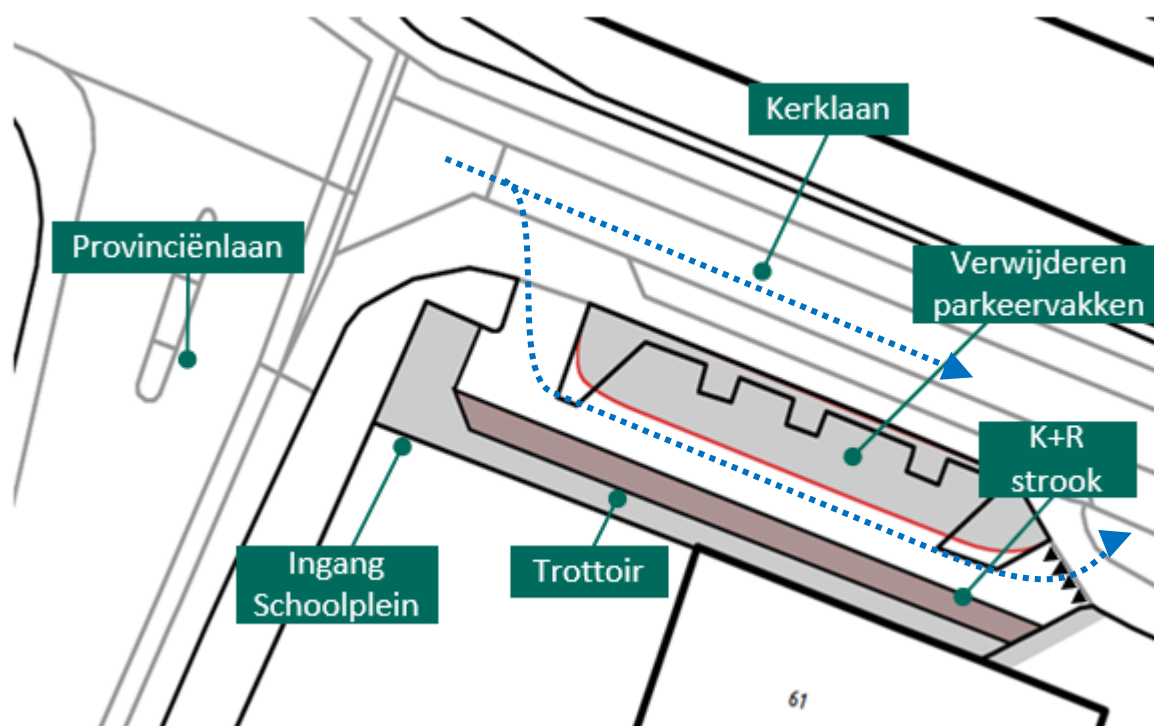 Kerklaan
Provinciënlaan
Verwijderen
parkeervakken
K+R
strook
Ingang
Schoolplein
Trottoir
61